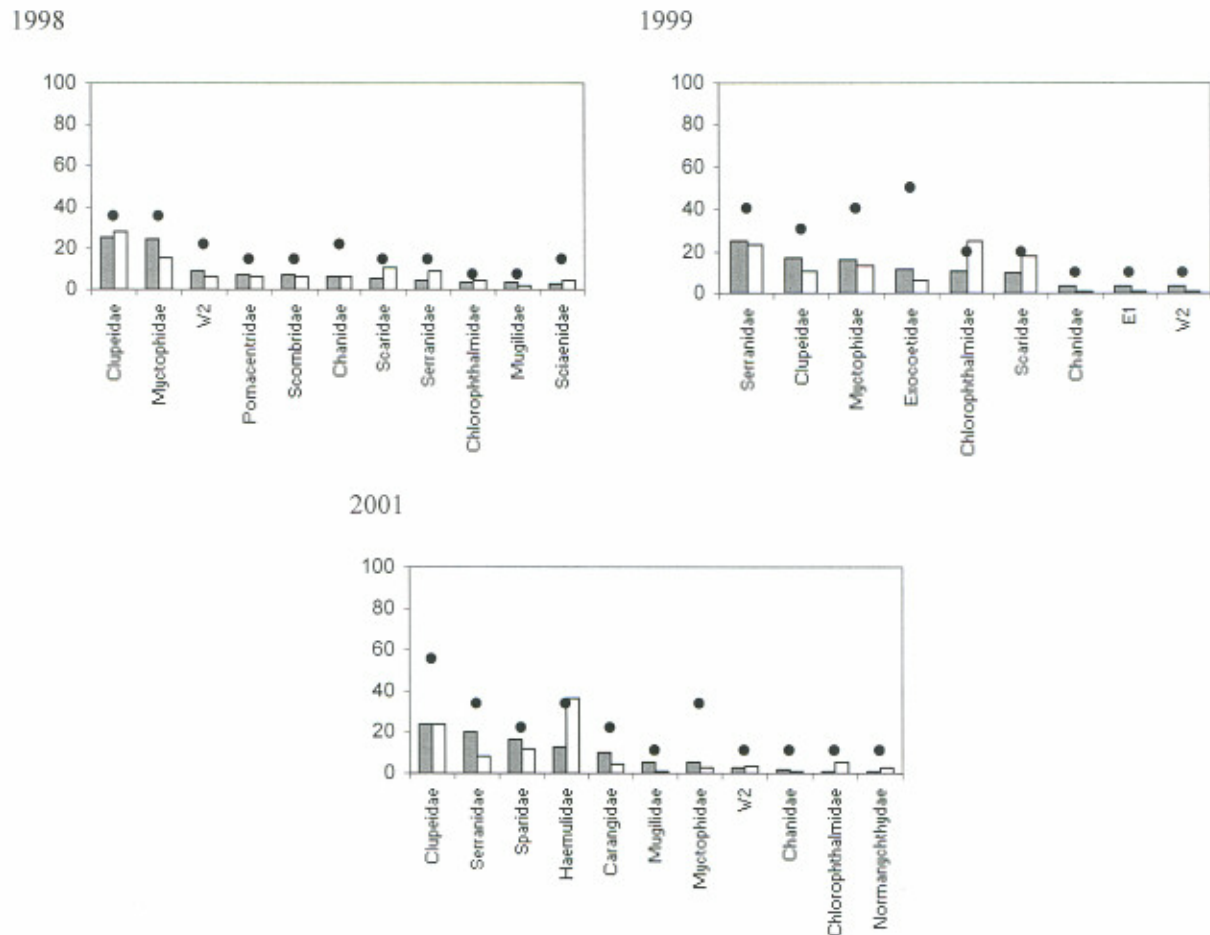 1998
100
80
60
40
20
0
Clupeidae
Myctophidae
W2
Pomacentridae
Scombridae
Chanidae
Scaridae
Serranidae
Chlorophthalmidae
Mugilidae
Sciaenidae
1999
100
80
60
40
20
0
Serranidae
Clupeidae
Myctophidae
Exocoetidae
Chlorophthalmidae
Scaridae
Chanidae
E1
W2
2001
100
80
60
40
20
0
Clupeidae
Serranidae
Sparidae
Haemulidae
Carangidae
Mugilidae
Myctophidae
W2
Chanidae
Chlorophthalmidae
Normanychthydae